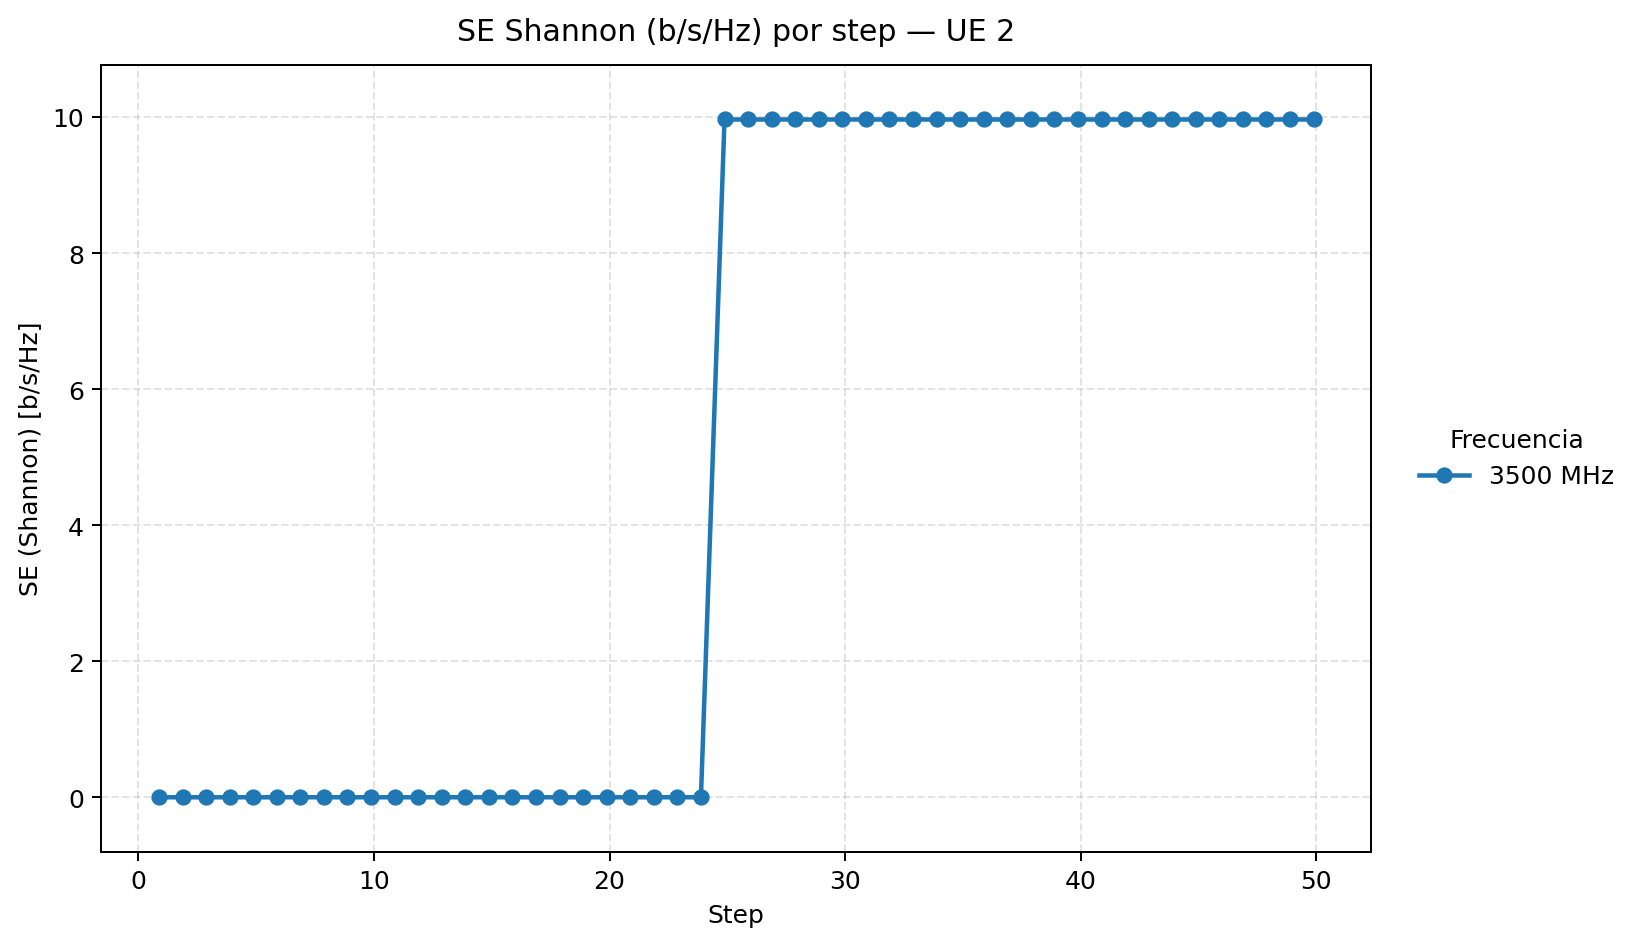 SE Shannon (b/s/Hz) por step — UE 2
SE (Shannon) [b/s/Hz]
10
8
6
4
2
0
0 10 20 30 40 50
Step
Frecuencia
3500 MHz